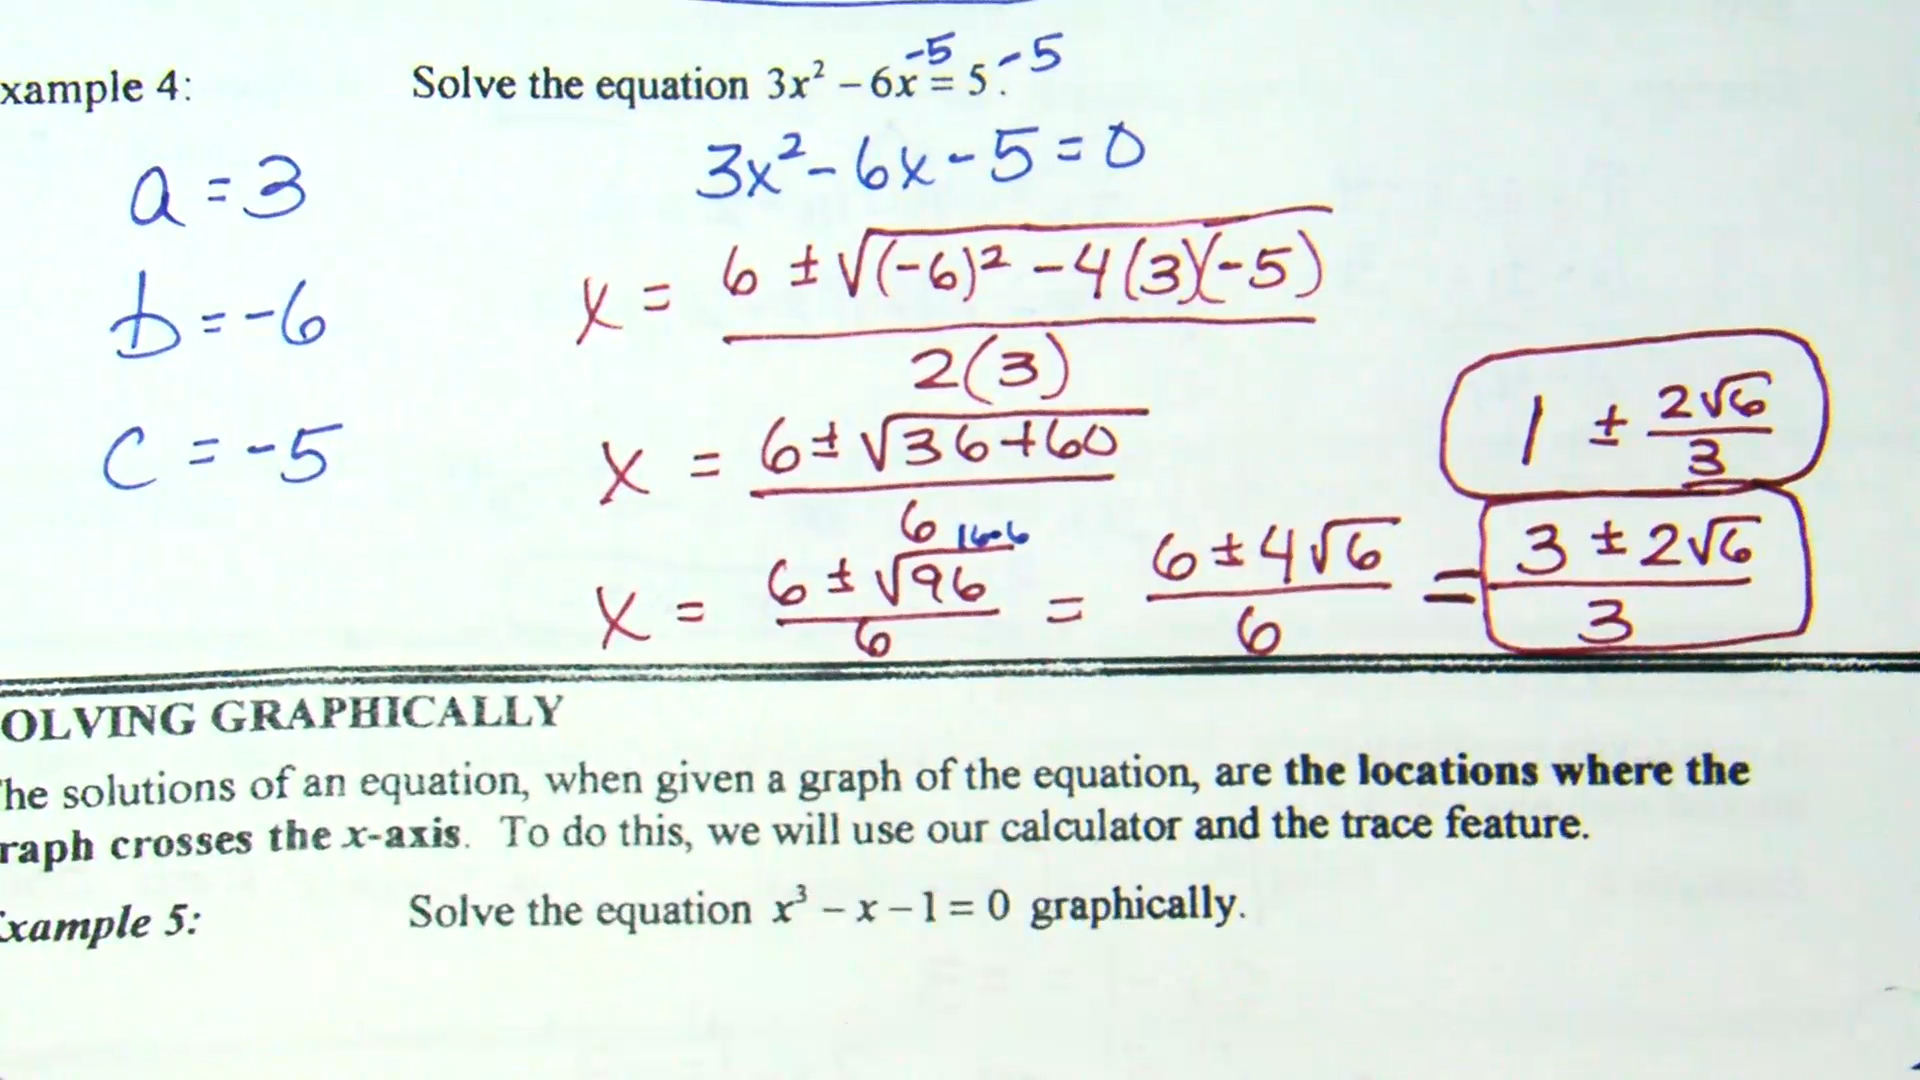 xample 4: Solve the equation 3x² – 6x = 5. -5 -5
3x² - 6x - 5 = 0
a = 3
x = 6 ± √(-6)² - 4(3)(-5) / 2(3)
b = -6
x = 6 ± √36+60 / 6
1 ± 2√6 / 3
c = -5
16·6
x = 6 ± √96 / 6 = 6 ± 4√6 / 6 = 3 ± 2√6 / 3
OLVING GRAPHICALLY
he solutions of an equation, when given a graph of the equation, are the locations where the
raph crosses the x-axis. To do this, we will use our calculator and the trace feature.
xample 5: Solve the equation x³ – x – 1 = 0 graphically.